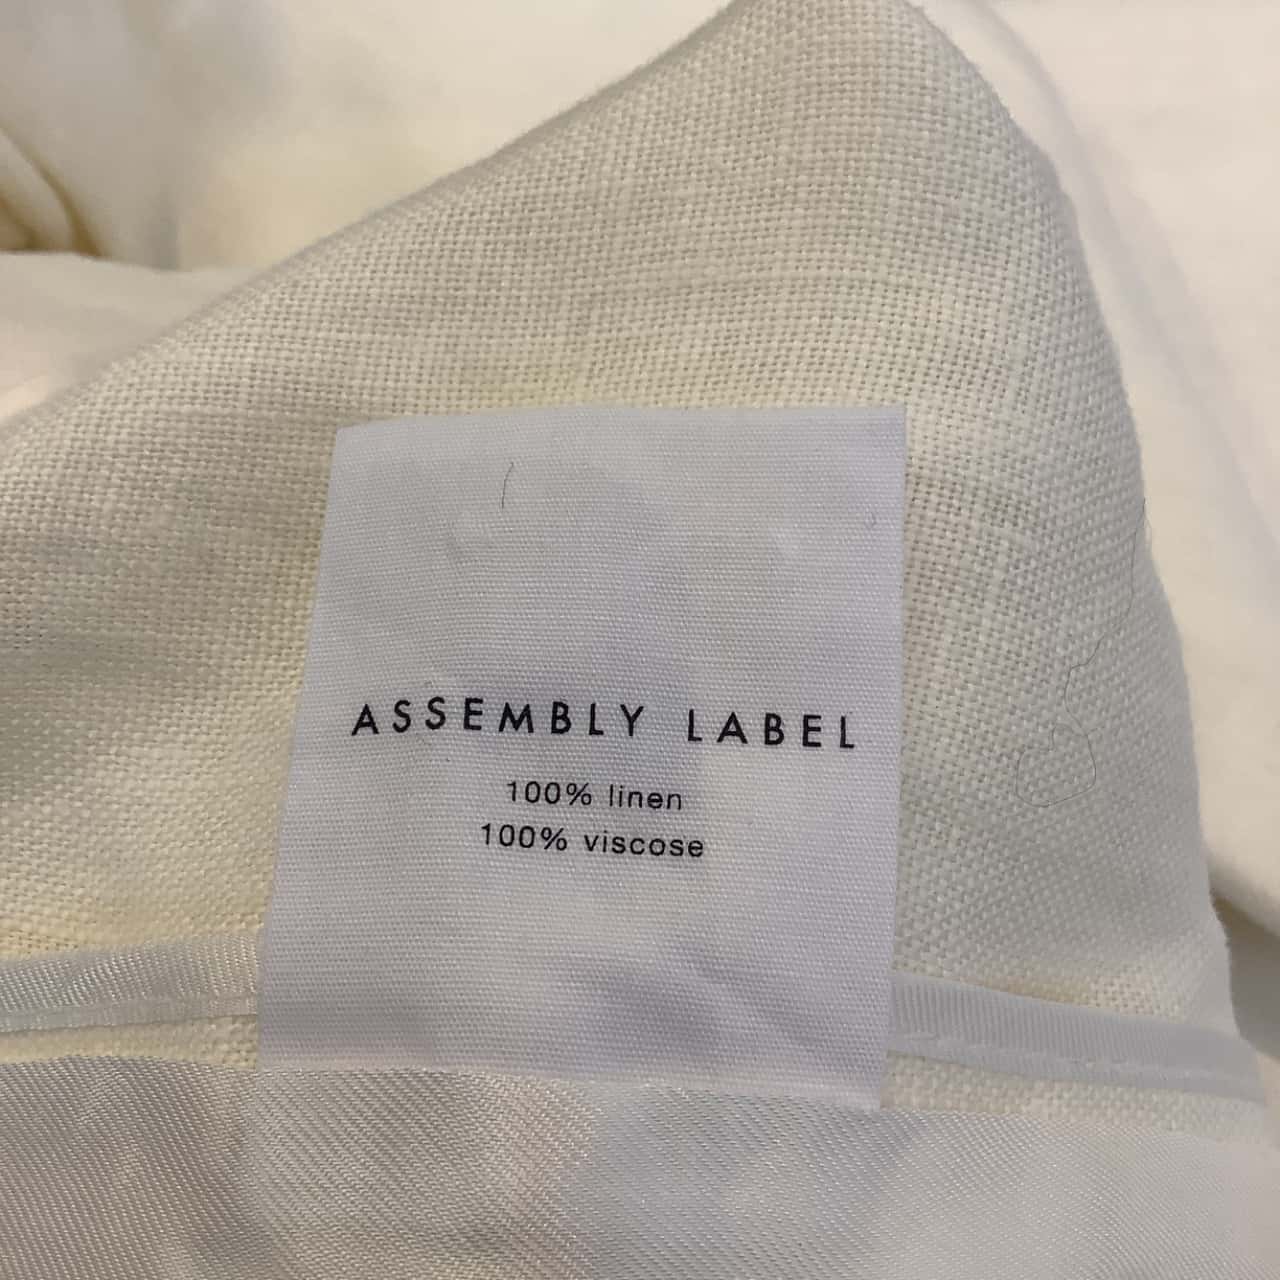 ASSEMBLY LABEL
100% linen
100% viscose